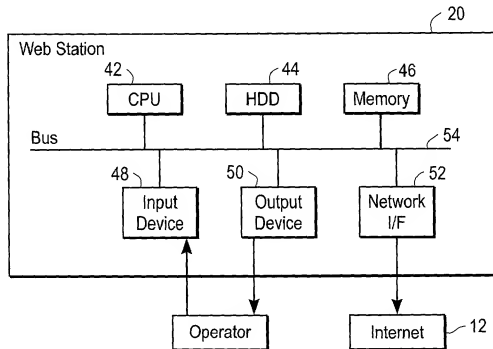 20
Web Station
42
44
46
CPU
HDD
Memory
Bus
54
48
50
52
Input
Device
Output
Device
Network
I/F
Operator
Internet
12